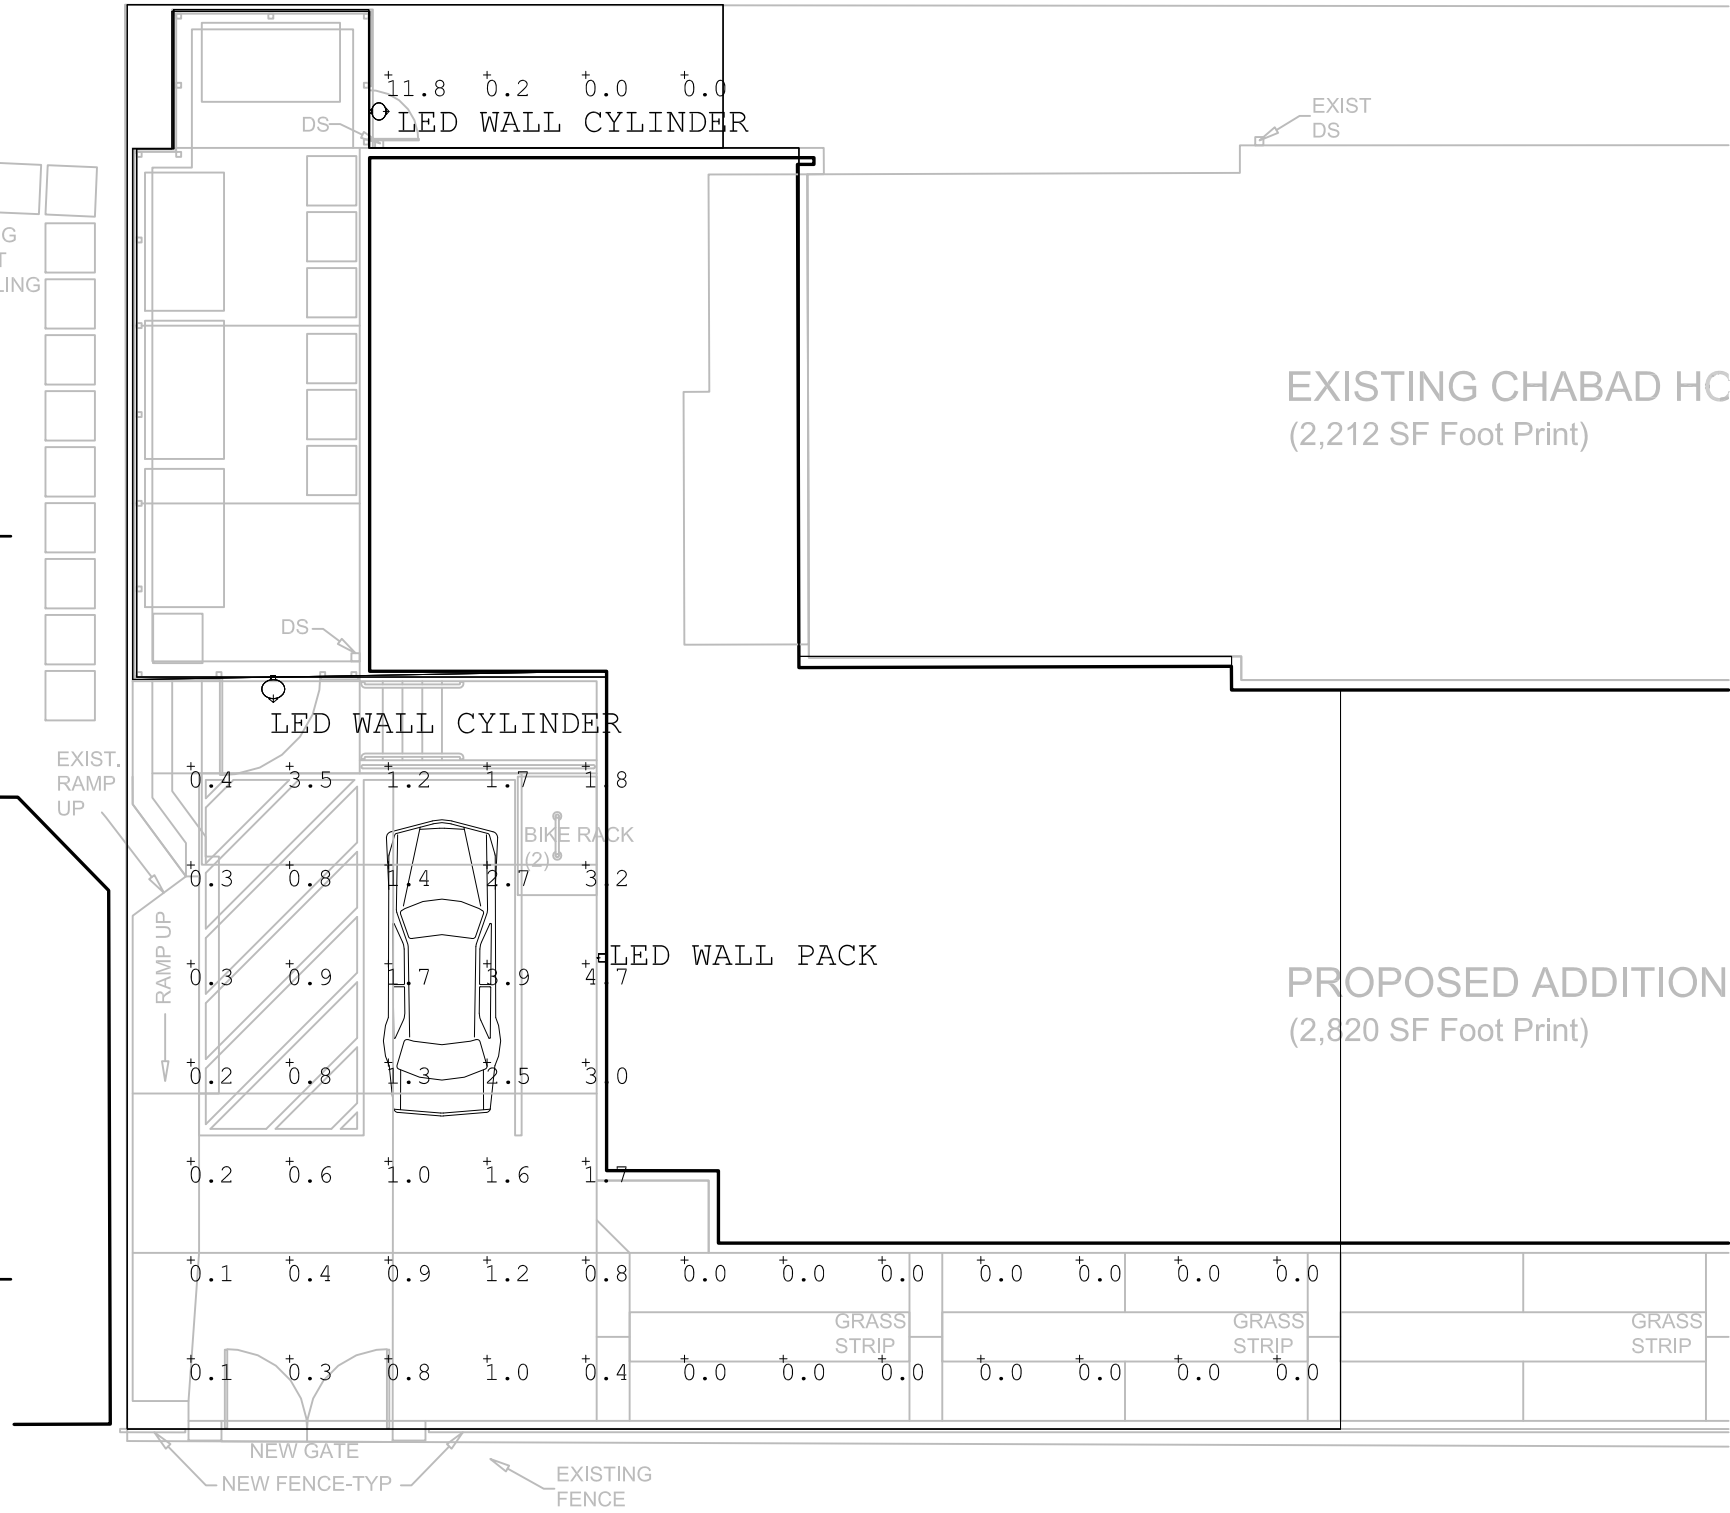 11.8 0.2 0.0 0.0
LED WALL CYLINDER
DS
EXIST
DS
G
T
LING
EXISTING CHABAD HO
(2,212 SF Foot Print)
DS
LED WALL CYLINDER
EXIST.
RAMP
UP
0.4 3.5 1.2 1.7 1.8
BIKE RACK
(2)
0.3 0.8 1.4 2.7 3.2
RAMP UP
LED WALL PACK
0.3 0.9 1.7 3.9 4.7
PROPOSED ADDITION
(2,820 SF Foot Print)
0.2 0.8 1.3 2.5 3.0
0.2 0.6 1.0 1.6 1.7
0.1 0.4 0.9 1.2 0.8 0.0 0.0 0.0 0.0 0.0 0.0 0.0
GRASS
STRIP
GRASS
STRIP
GRASS
STRIP
0.1 0.3 0.8 1.0 0.4 0.0 0.0 0.0 0.0 0.0 0.0 0.0
NEW GATE
NEW FENCE-TYP
EXISTING
FENCE